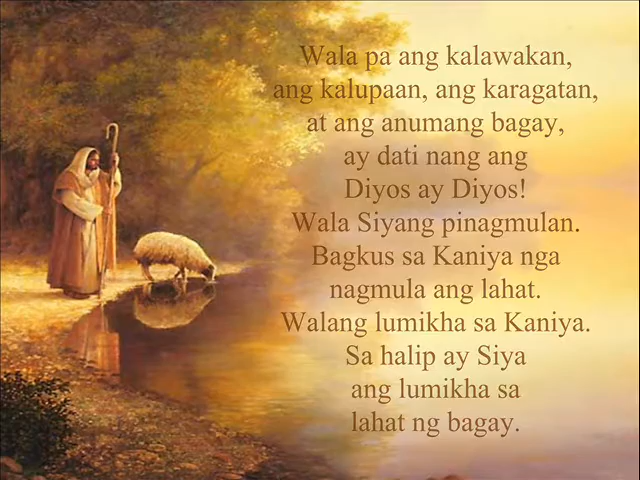 Wala pa ang kalawakan,
ang kalupaan, ang karagatan,
at ang anumang bagay,
ay dati nang ang
Diyos ay Diyos!
Wala Siyang pinagmulan.
Bagkus sa Kaniya nga
nagmula ang lahat.
Walang lumikha sa Kaniya.
Sa halip ay Siya
ang lumikha sa
lahat ng bagay.